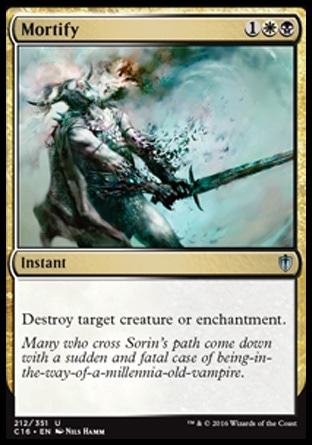 Mortify 1
Instant
Destroy target creature or enchantment.
Many who cross Sorin's path come down
with a sudden and fatal case of being-in-
the-way-of-a-millennia-old-vampire.
212/351 U
C16 • EN Nils Hamm ™ & © 2016 Wizards of the Coast